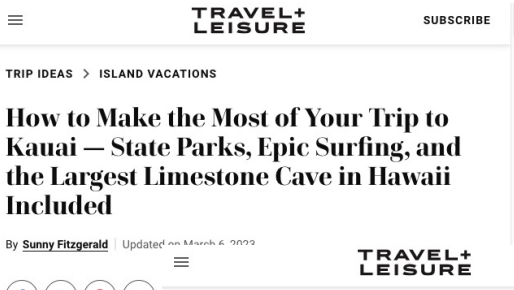 TRAVEL+
LEISURE
SUBSCRIBE
TRIP IDEAS > ISLAND VACATIONS
How to Make the Most of Your Trip to
Kauai — State Parks, Epic Surfing, and
the Largest Limestone Cave in Hawaii
Included
By Sunny Fitzgerald | Updated on March 6, 2023
TRAVEL+
LEISURE